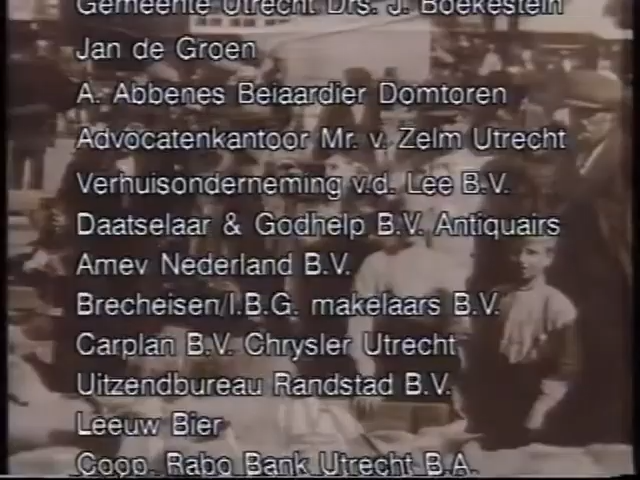 Gemeente Utrecht Drs. J. Boekestein
Jan de Groen
A. Abbenes Beiaardier Domtoren
Advocatenkantoor Mr. v. Zelm Utrecht
Verhuisonderneming v.d. Lee B.V.
Daatselaar & Godhelp B.V. Antiquairs
Amev Nederland B.V.
Brecheisen/I.B.G. makelaars B.V.
Carplan B.V. Chrysler Utrecht
Uitzendbureau Randstad B.V.
Leeuw Bier
Coop. Rabo Bank Utrecht B.A.